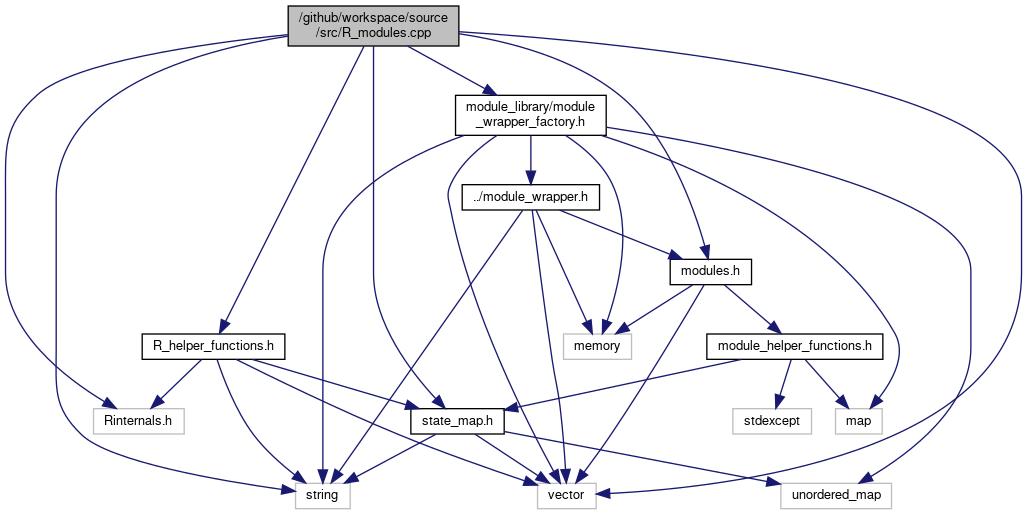 /github/workspace/source
/src/R_modules.cpp
module_library/module
_wrapper_factory.h
../module_wrapper.h
modules.h
R_helper_functions.h
memory
module_helper_functions.h
Rinternals.h
state_map.h
stdexcept
map
string
vector
unordered_map